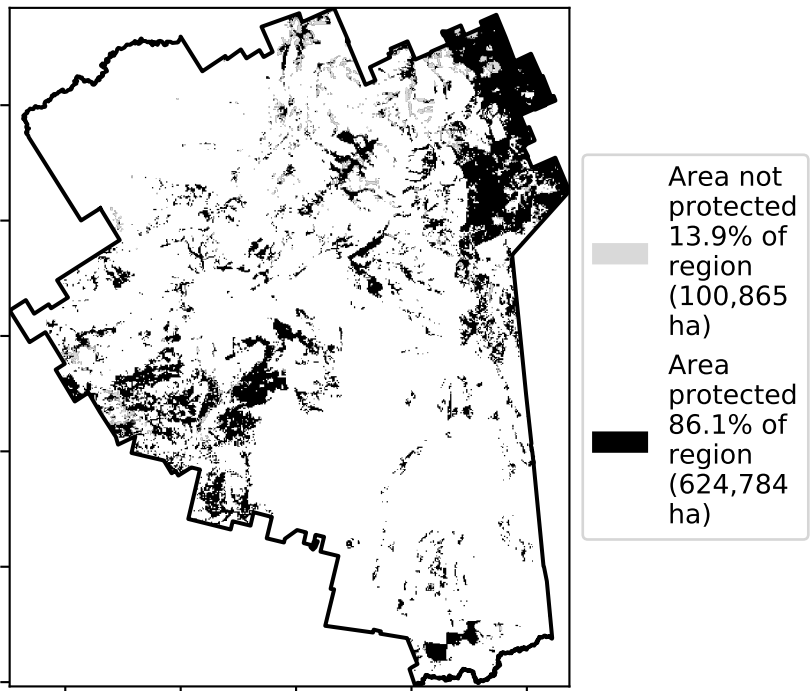 Area not
protected
13.9% of
region
(100,865
ha)
Area
protected
86.1% of
region
(624,784
ha)